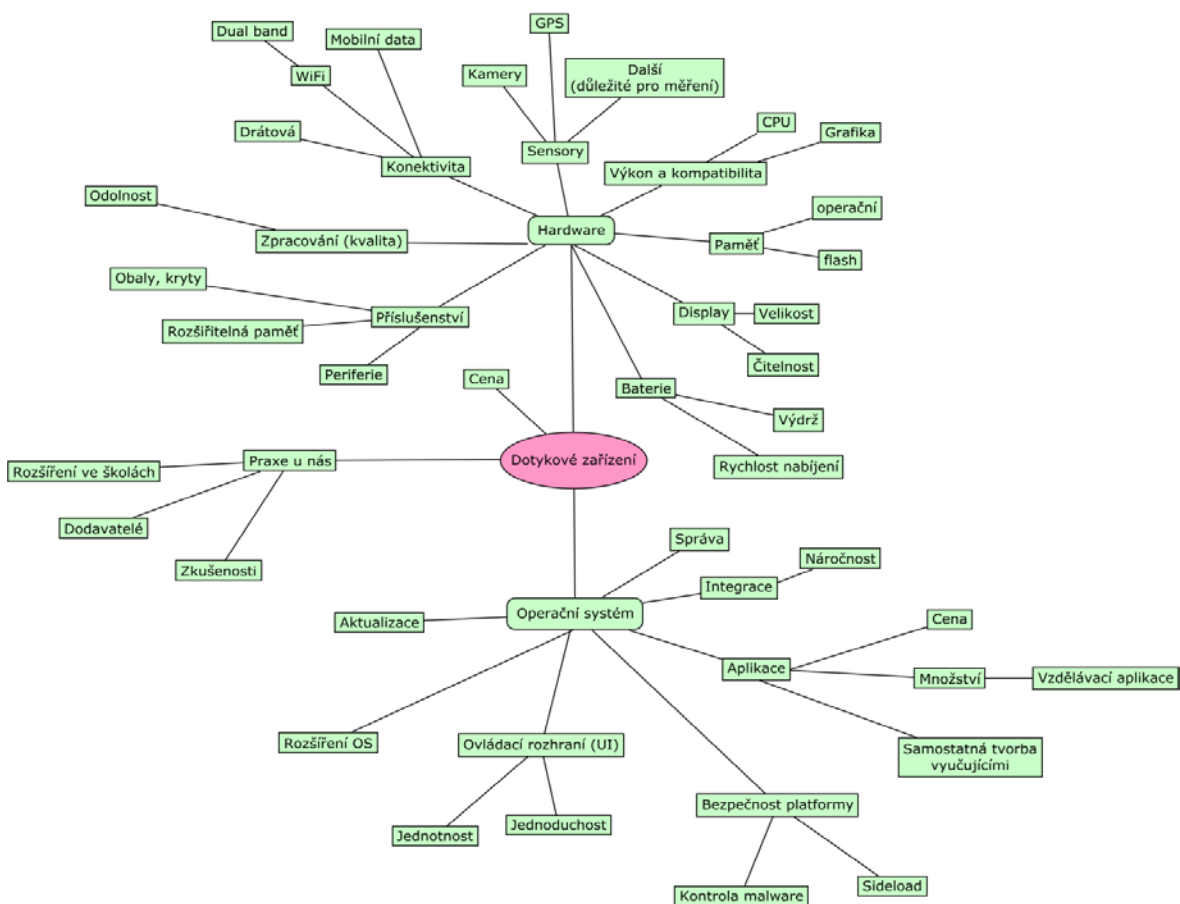 GPS
Dual band
Mobilní data
WiFi
Kamery
Další
(důležité pro měření)
CPU
Grafika
Drátová
Konektivita
Sensory
Výkon a kompatibilita
Odolnost
operační
Zpracování (kvalita)
Hardware
Paměť
flash
Obaly, kryty
Příslušenství
Display
Velikost
Rozšiřitelná paměť
Periferie
Čitelnost
Cena
Baterie
Výdrž
Dotykové zařízení
Praxe u nás
Rozšíření ve školách
Rychlost nabíjení
Dodavatelé
Zkušenosti
Správa
Náročnost
Integrace
Operační systém
Aktualizace
Cena
Aplikace
Množství
Vzdělávací aplikace
Rozšíření OS
Ovládací rozhraní (UI)
Samostatná tvorba
vyučujícími
Bezpečnost platformy
Jednotnost
Jednoduchost
Kontrola malware
Sideload